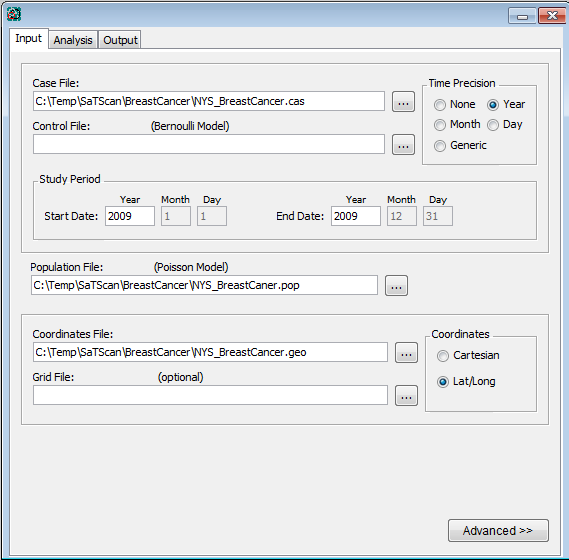 Input Analysis Output
Case File:
C:\Temp\SaTScan\BreastCancer\NYS_BreastCancer.cas ...
Control File: (Bernoulli Model)
...
Time Precision
None Year
Month Day
Generic
Study Period
Year Month Day Year Month Day
Start Date: 2009 1 1 End Date: 2009 12 31
Population File: (Poisson Model)
C:\Temp\SaTScan\BreastCancer\NYS_BreastCaner.pop ...
Coordinates File:
C:\Temp\SaTScan\BreastCancer\NYS_BreastCancer.geo ...
Grid File: (optional)
...
Coordinates
Cartesian
Lat/Long
Advanced >>